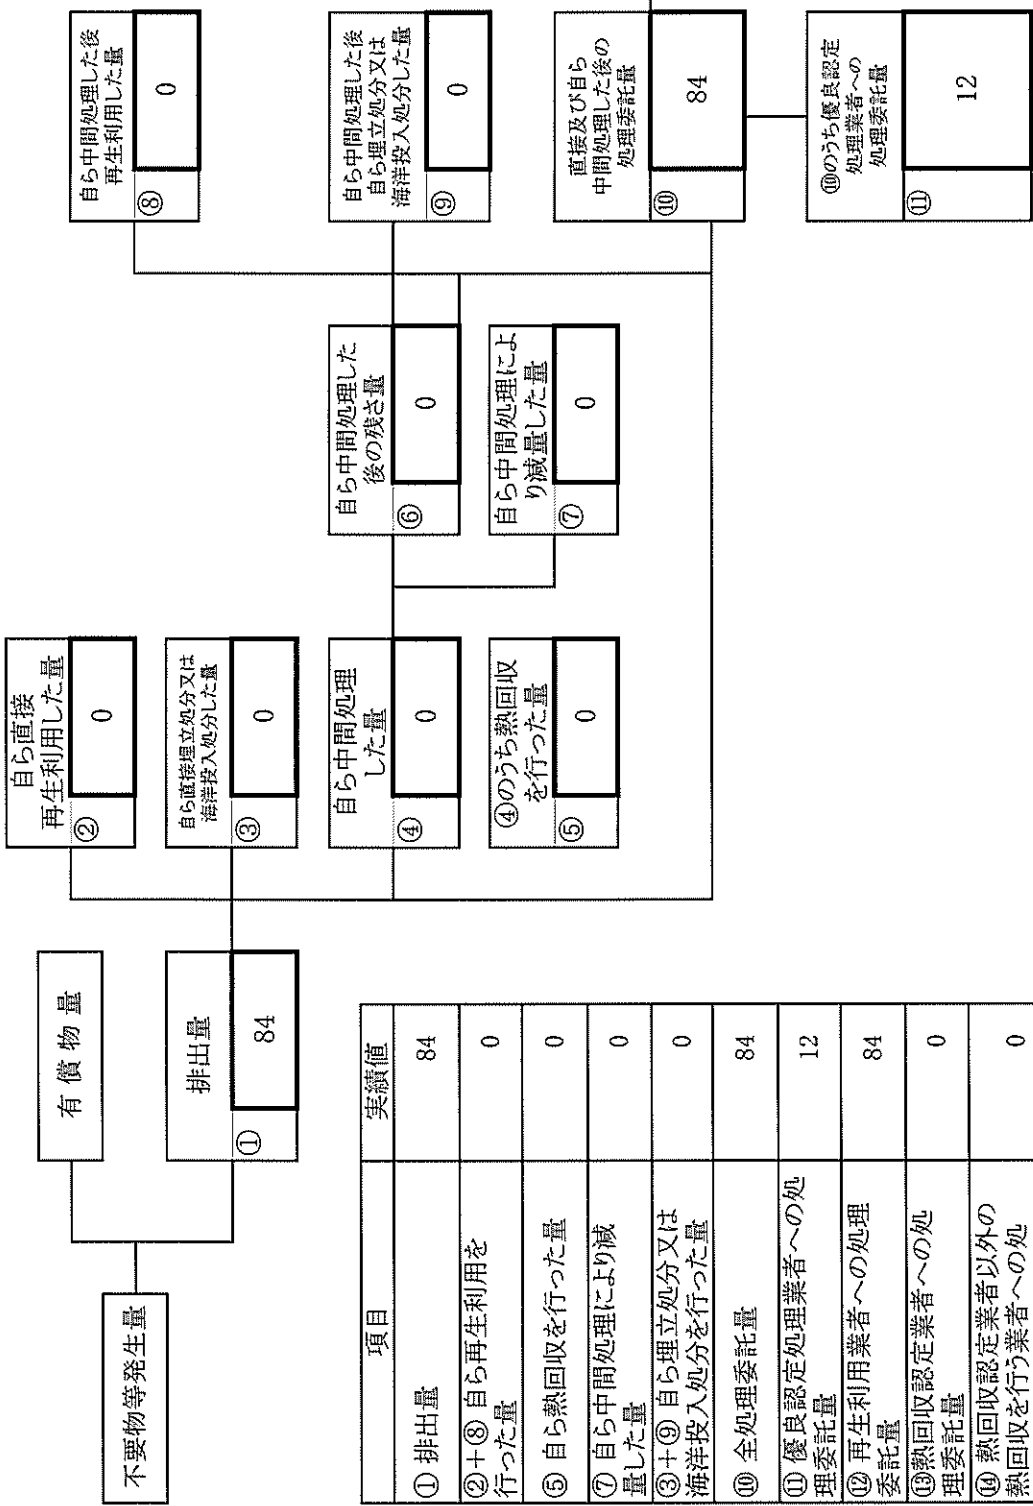 不要物等発生量
有償物量
排出量
① 84
自ら直接
再生利用した量
② 0
自ら直接埋立処分又は
海洋投入処分した量
③ 0
自ら中間処理
した量
④ 0
④のうち熱回収
を行った量
⑤ 0
自ら中間処理した
後の残さ量
⑥ 0
自ら中間処理によ
り減量した量
⑦ 0
自ら中間処理した後
再生利用した量
⑧ 0
自ら中間処理した後
自ら埋立処分又は
海洋投入処分した量
⑨ 0
直接及び自ら
中間処理した後の
処理委託量
⑩ 84
⑩のうち優良認定
処理業者への
処理委託量
⑪ 12
項目 実績値
① 排出量 84
②+⑧ 自ら再生利用を
行った量 0
⑤ 自ら熱回収を行った量 0
⑦ 自ら中間処理により減
量した量 0
③+⑨ 自ら埋立処分又は
海洋投入処分を行った量 0
⑩ 全処理委託量 84
⑪ 優良認定処理業者への処
理委託量 12
⑫ 再生利用業者への処理
委託量 84
⑬熱回収認定業者への処
理委託量 0
⑭ 熱回収認定業者以外の
熱回収を行う業者への処 0